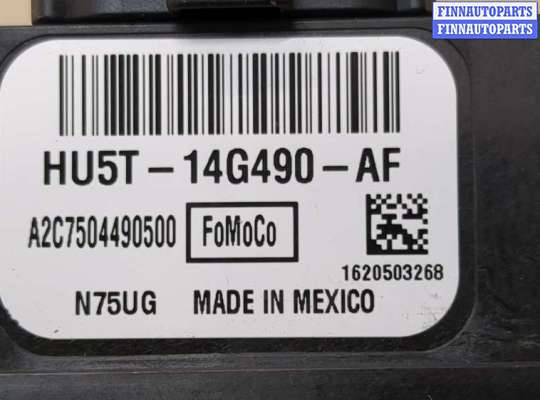 FINNAUTOPARTS
FINNAUTOPARTS
HU5T-14G490-AF
A2C7504490500 FoMoCo
1620503268
N75UG MADE IN MEXICO